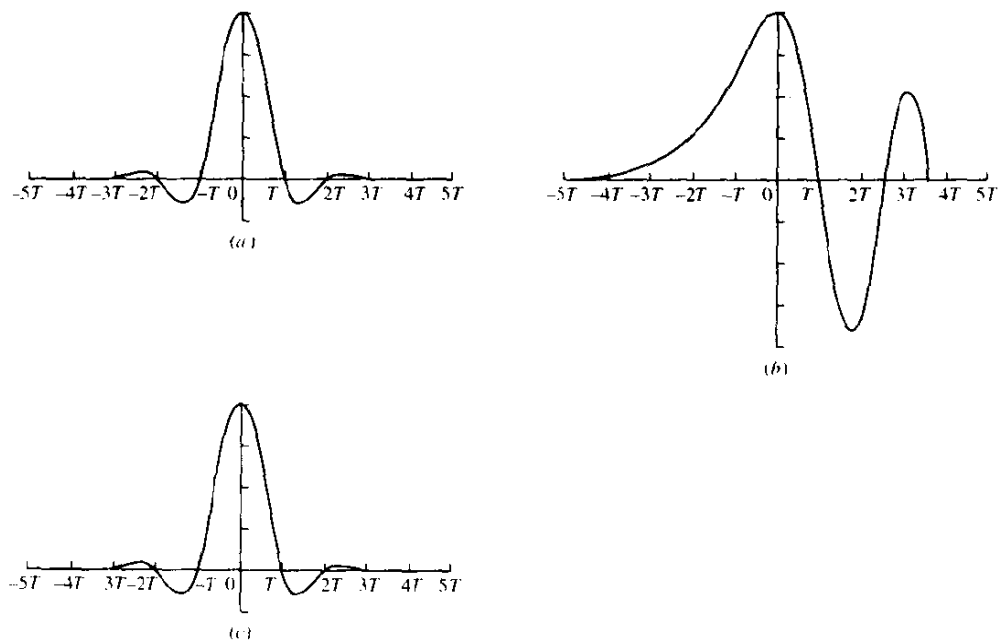 –5T –4T –3T –2T –T 0 T 2T 3T 4T 5T
(a)
–5T –4T –3T –2T –T 0 T 2T 3T 4T 5T
(b)
–5T –4T 3T –2T –T 0 T 2T 3T 4T 5T
(c)